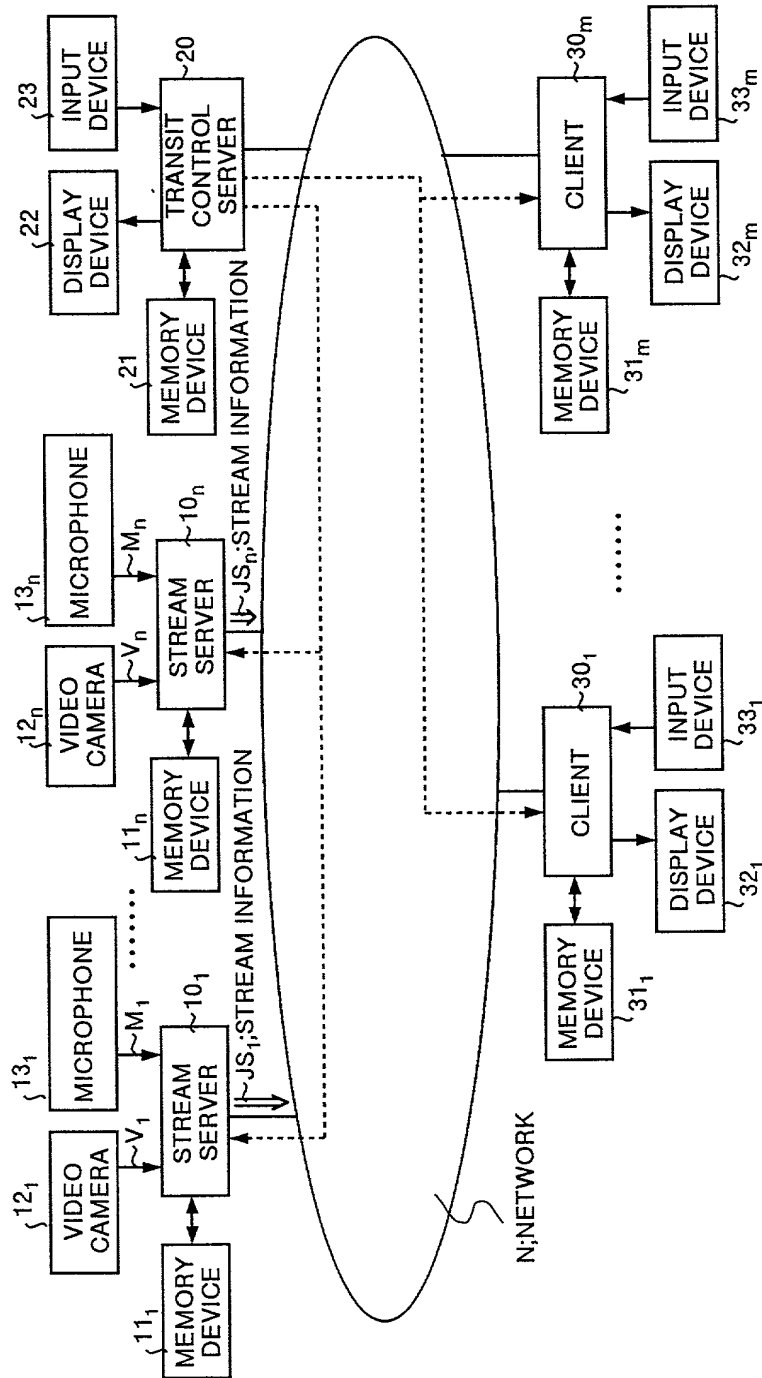 12₁
VIDEO
CAMERA
V₁
13₁
MICROPHONE
M₁
11₁
MEMORY
DEVICE
STREAM
SERVER
10₁
JS₁;STREAM INFORMATION
......
12ₙ
VIDEO
CAMERA
Vₙ
13ₙ
MICROPHONE
Mₙ
11ₙ
MEMORY
DEVICE
STREAM
SERVER
10ₙ
JSₙ;STREAM INFORMATION
22
DISPLAY
DEVICE
23
INPUT
DEVICE
21
MEMORY
DEVICE
TRANSIT
CONTROL
SERVER
20
N;NETWORK
31₁
MEMORY
DEVICE
CLIENT
30₁
32₁
DISPLAY
DEVICE
33₁
INPUT
DEVICE
......
31ₘ
MEMORY
DEVICE
CLIENT
30ₘ
32ₘ
DISPLAY
DEVICE
33ₘ
INPUT
DEVICE